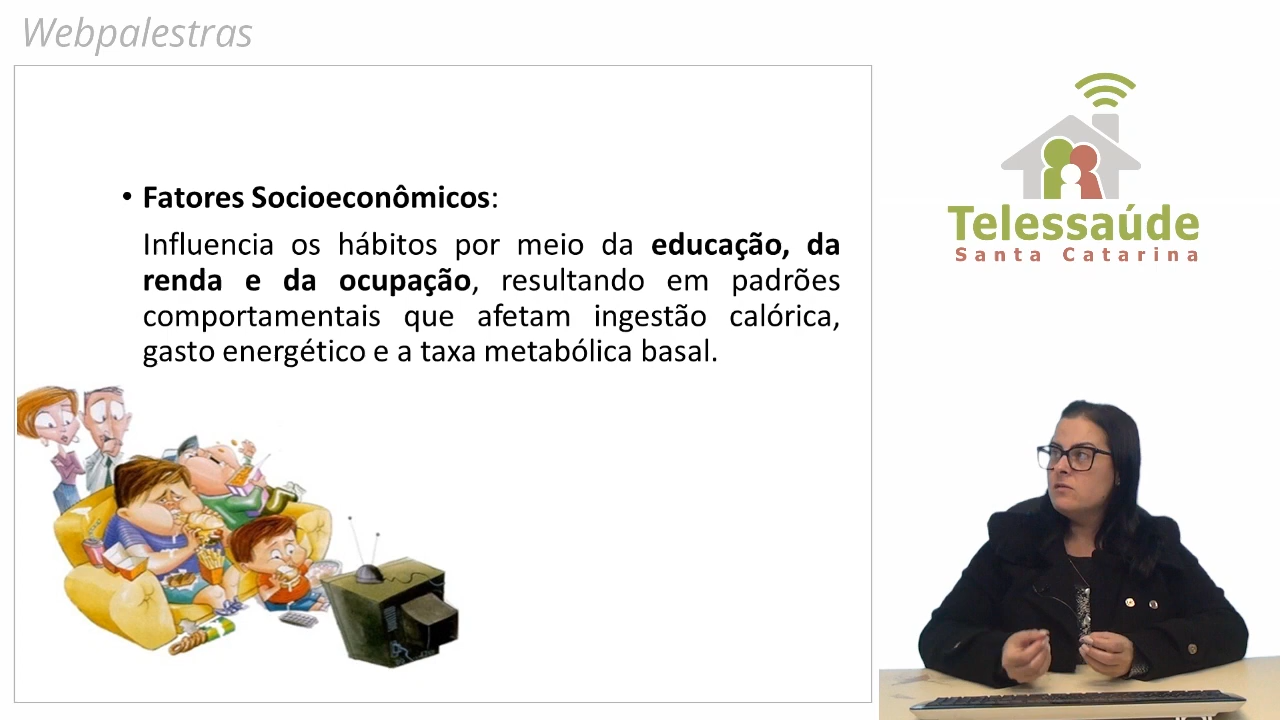 Webpalestras
• Fatores Socioeconômicos:
Influencia os hábitos por meio da educação, da
renda e da ocupação, resultando em padrões
comportamentais que afetam ingestão calórica,
gasto energético e a taxa metabólica basal.
Telessaúde
Santa Catarina